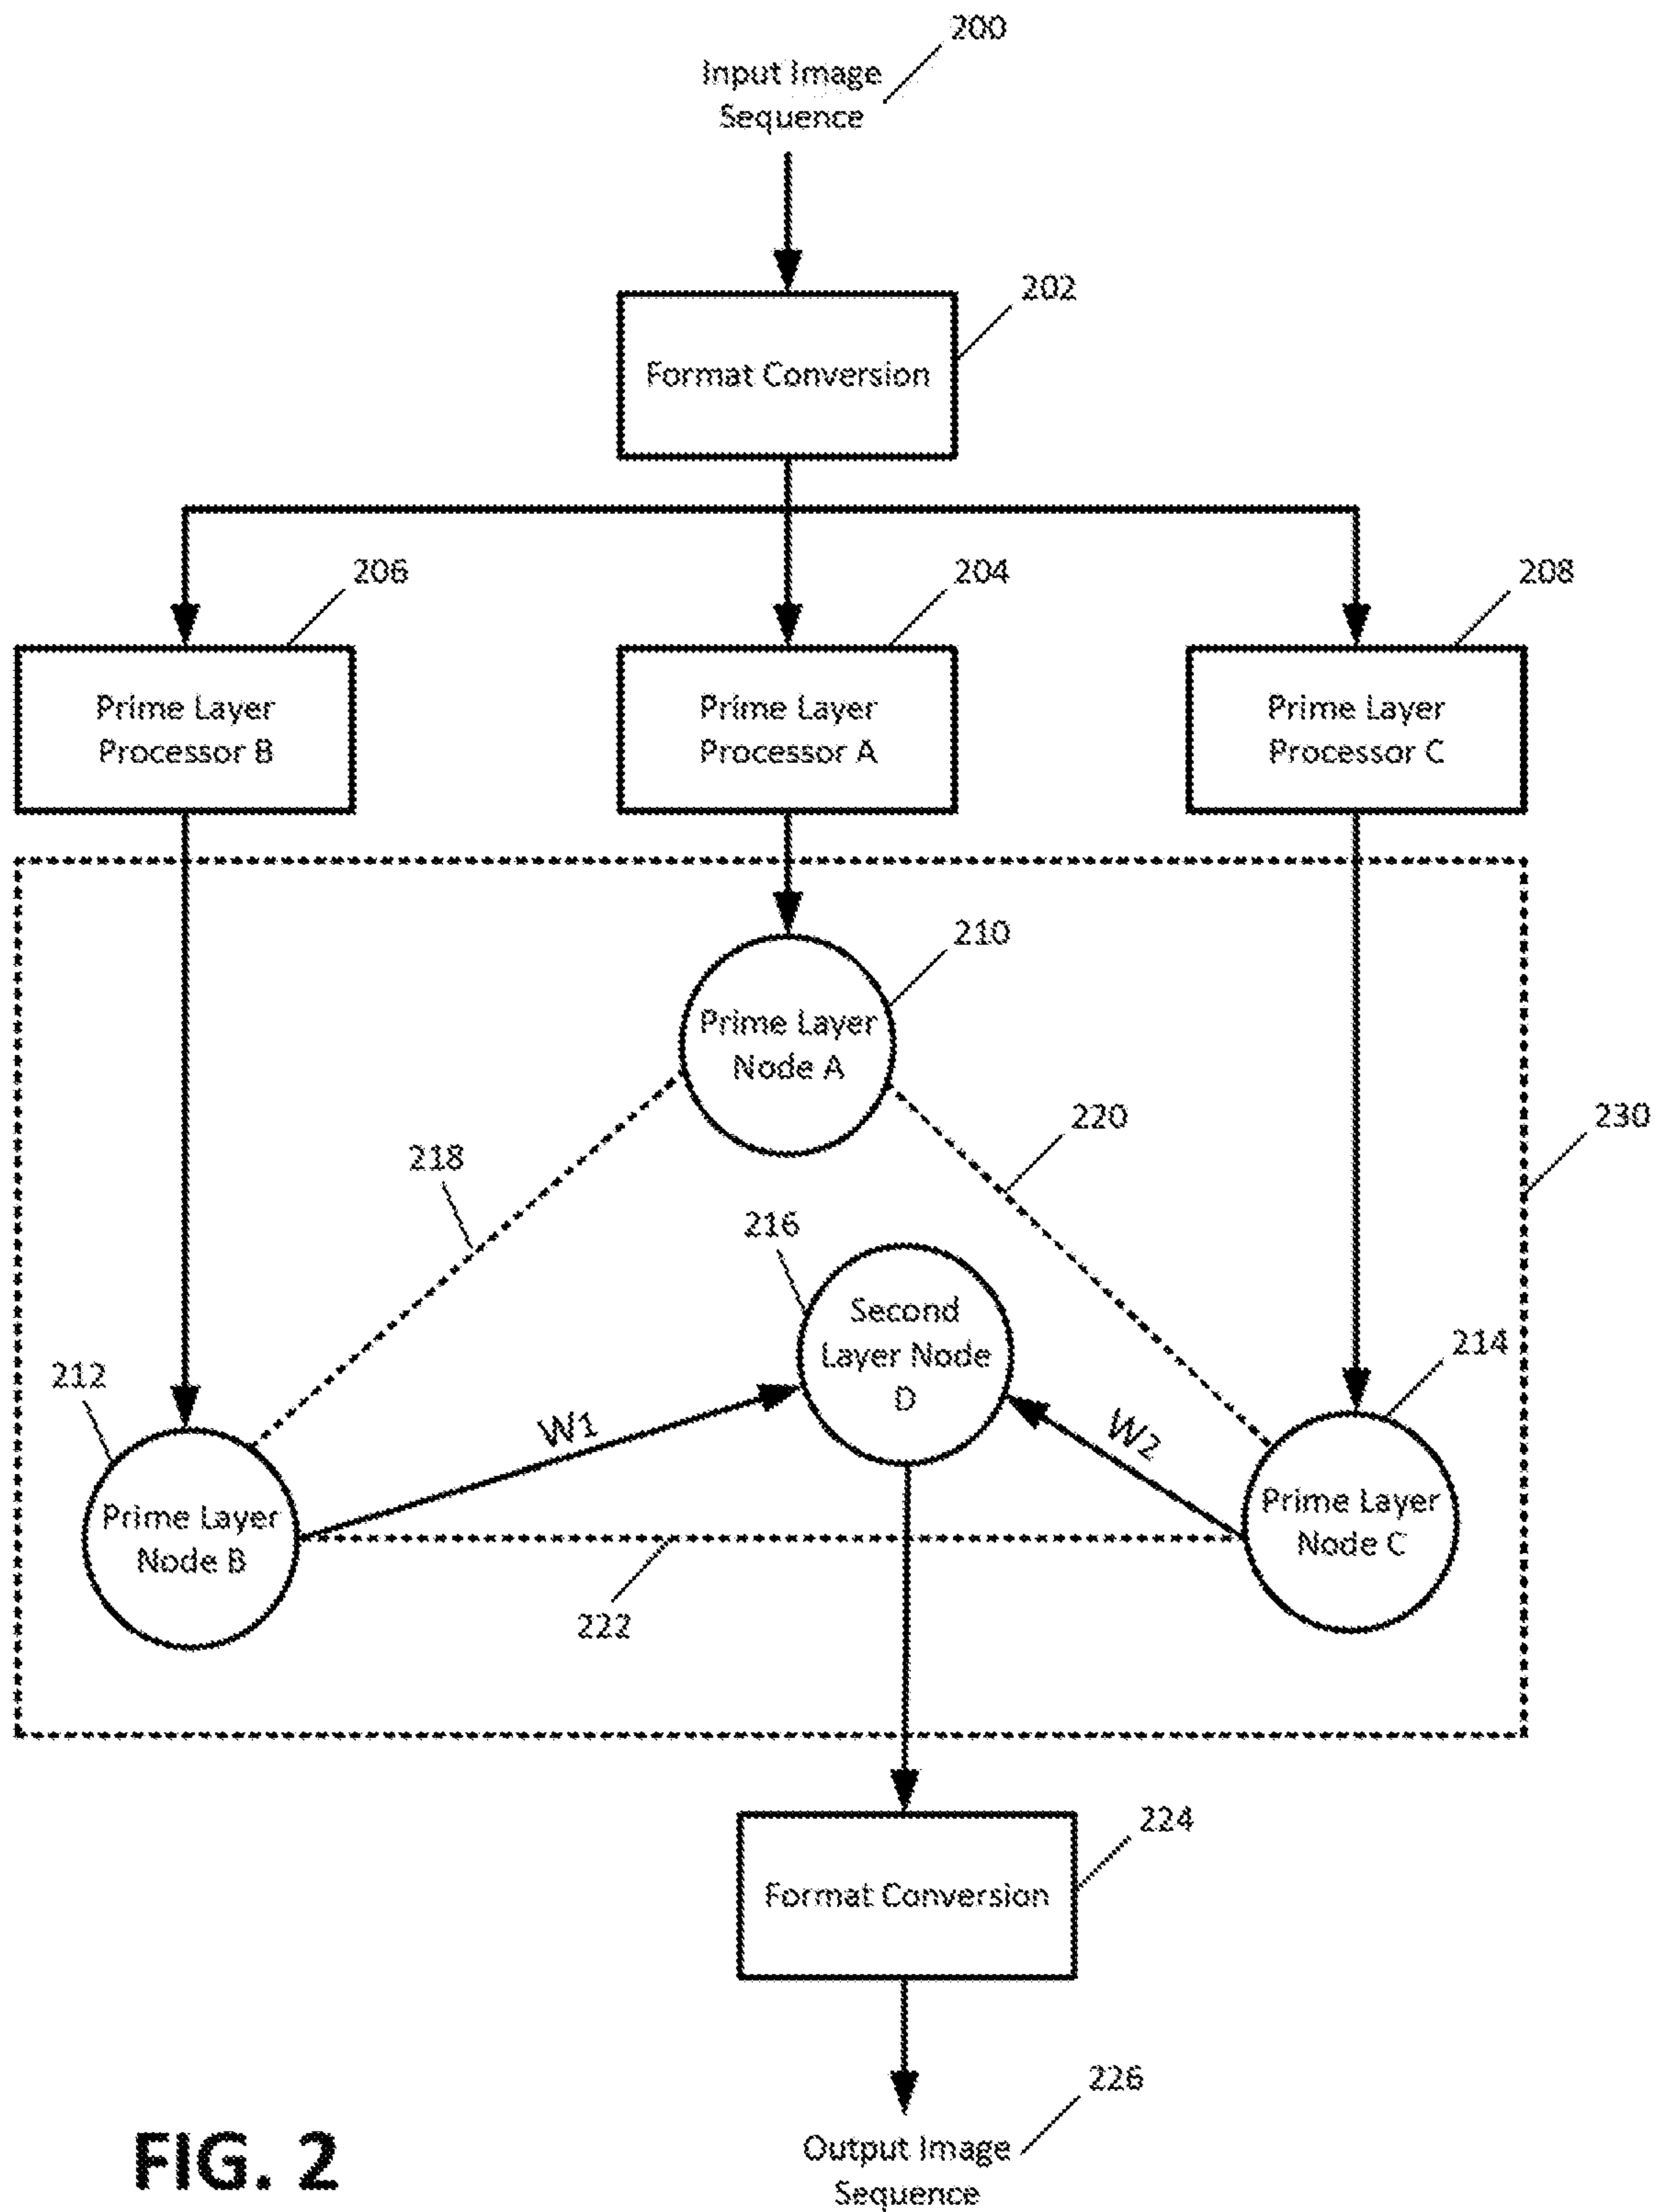 200
Input Image
Sequence
202
Format Conversion
206
204
208
Prime Layer
Processor B
Prime Layer
Processor A
Prime Layer
Processor C
210
Prime Layer
Node A
220
230
218
216
Second
Layer Node
D
214
212
W1
W2
Prime Layer
Node B
Prime Layer
Node C
222
224
Format Conversion
226
Output Image
Sequence
FIG. 2